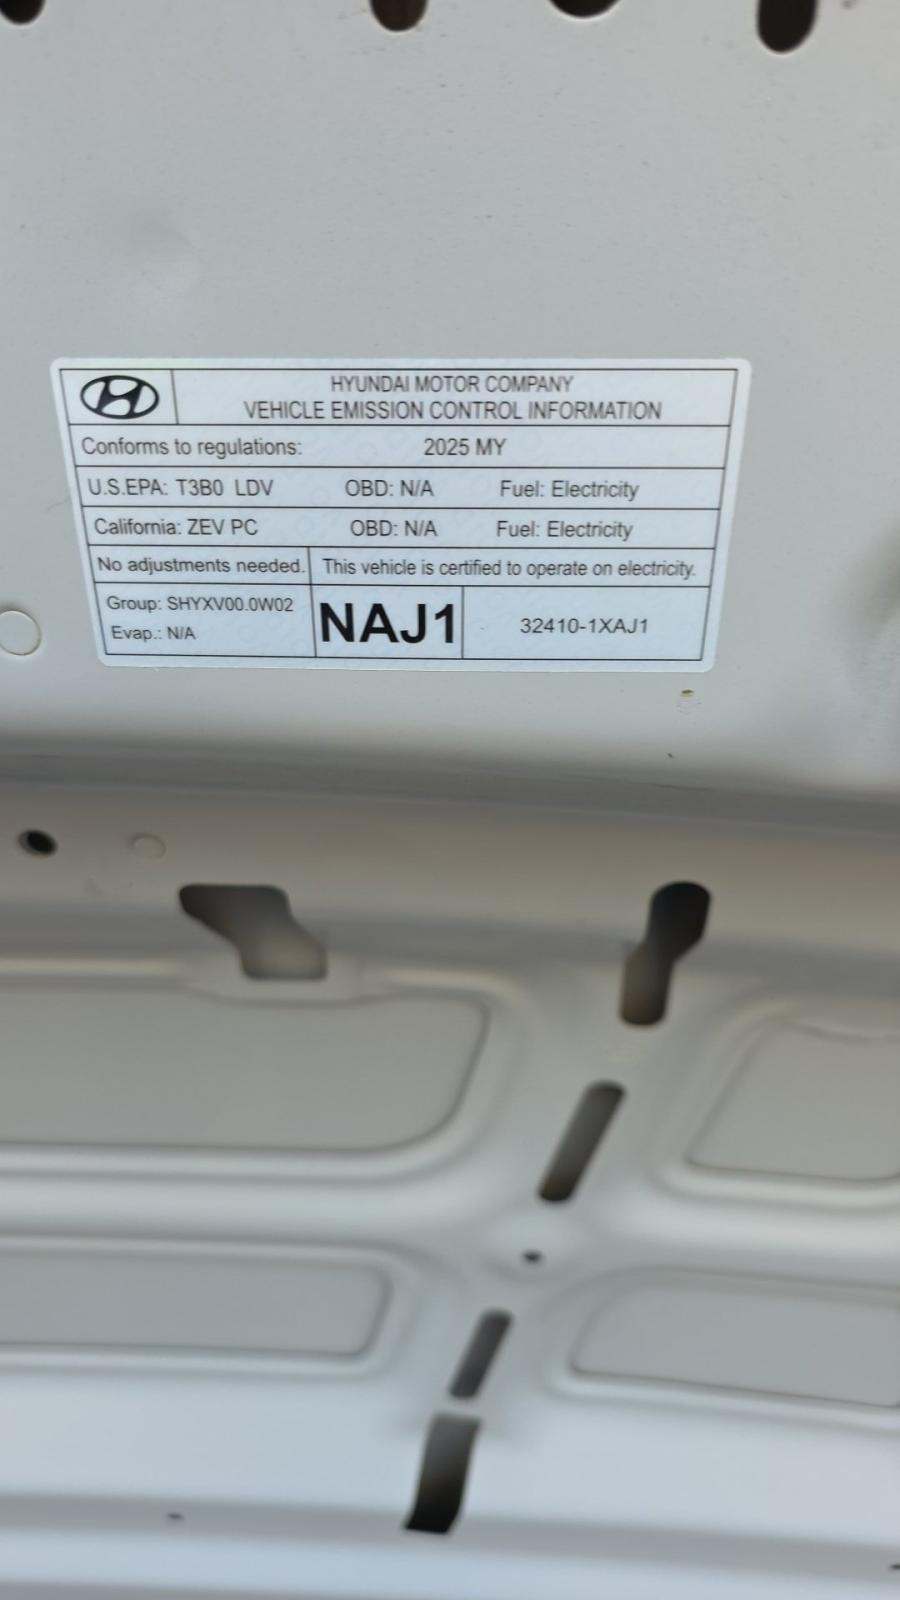 HYUNDAI MOTOR COMPANY
VEHICLE EMISSION CONTROL INFORMATION
Conforms to regulations: 2025 MY
U.S.EPA: T3B0 LDV OBD: N/A Fuel: Electricity
California: ZEV PC OBD: N/A Fuel: Electricity
No adjustments needed. This vehicle is certified to operate on electricity.
Group: SHYXV00.0W02
Evap.: N/A
NAJ1
32410-1XAJ1